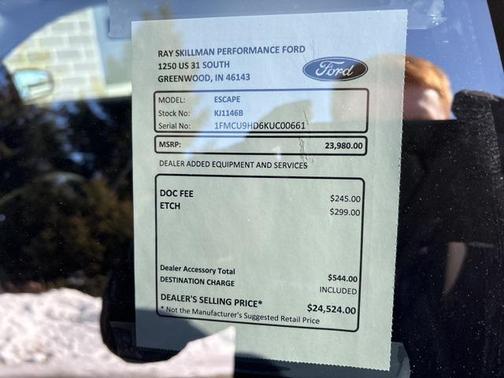 RAY SKILLMAN PERFORMANCE FORD
1250 US 31 SOUTH
GREENWOOD, IN 46143
Ford
MODEL: ESCAPE
Stock No: KJ1146B
Serial No: 1FMCU9HD6KUC00661
MSRP: 23,980.00
DEALER ADDED EQUIPMENT AND SERVICES
DOC FEE $245.00
ETCH $299.00
Dealer Accessory Total $544.00
DESTINATION CHARGE INCLUDED
DEALER'S SELLING PRICE* $24,524.00
* Not the Manufacturer's Suggested Retail Price